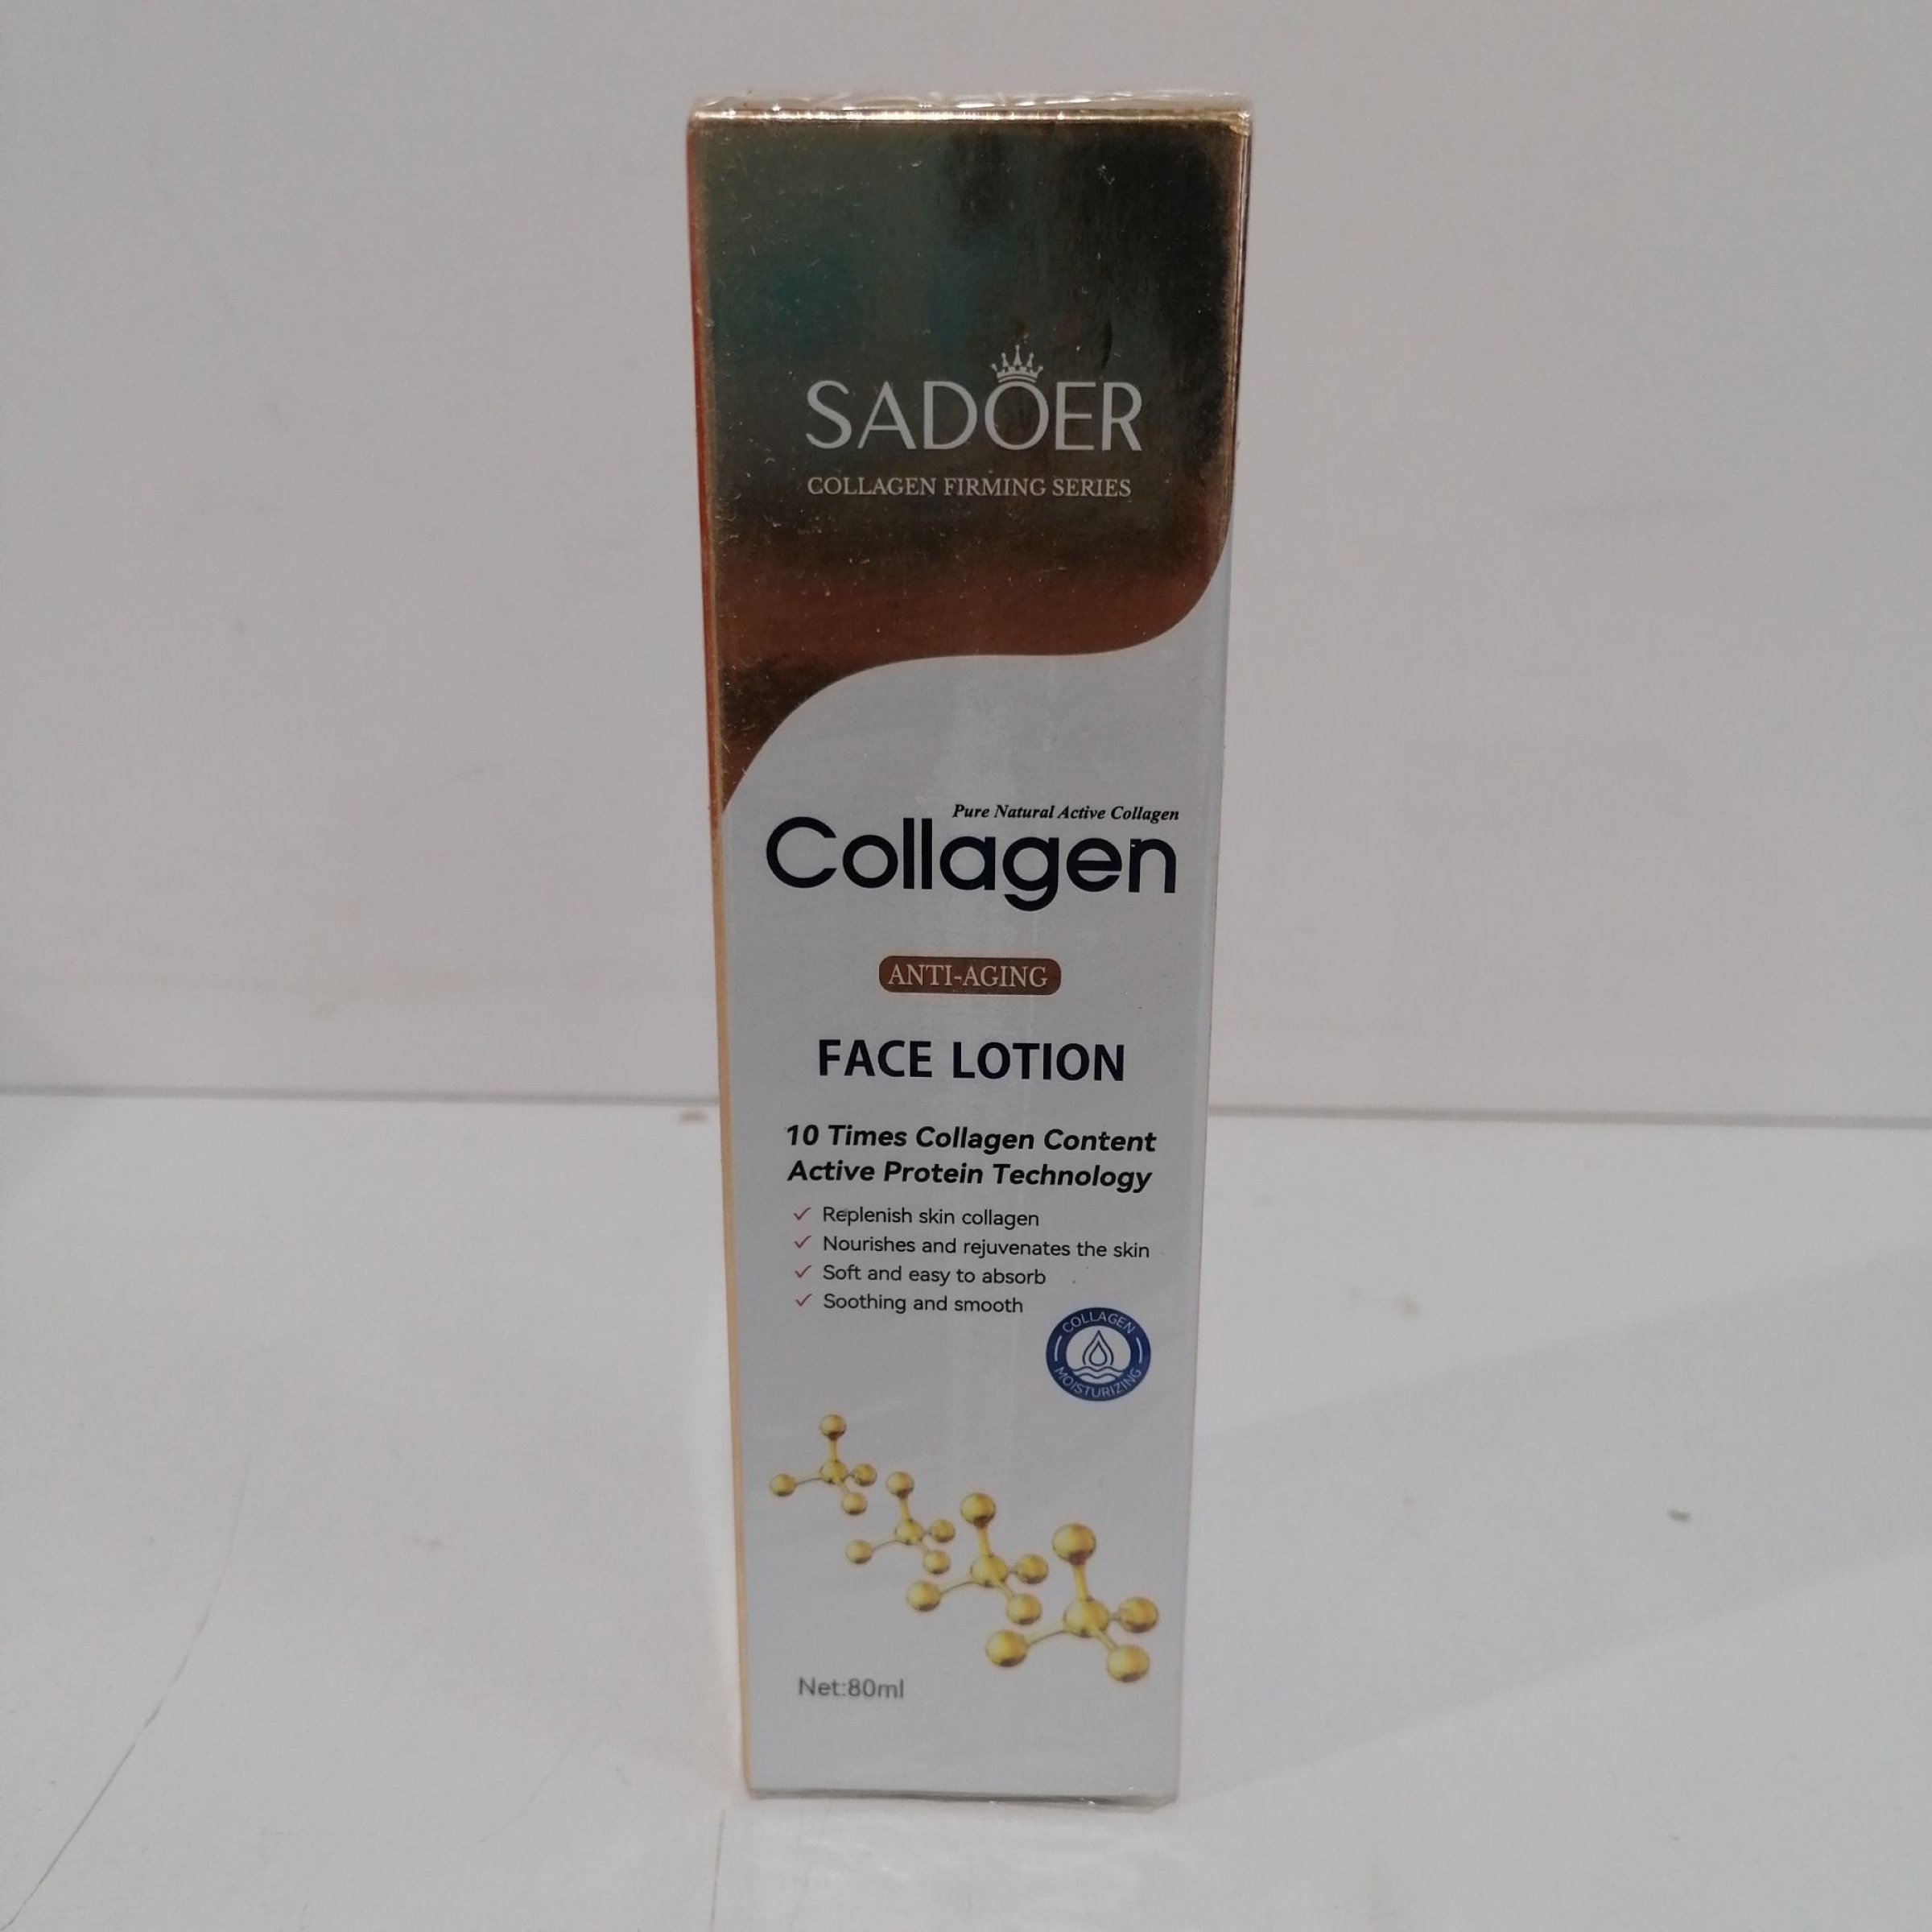 SADOER
COLLAGEN FIRMING SERIES
Pure Natural Active Collagen
Collagen
ANTI-AGING
FACE LOTION
10 Times Collagen Content
Active Protein Technology
Replenish skin collagen
Nourishes and rejuvenates the skin
Soft and easy to absorb
Soothing and smooth
COLLAGEN
MOISTURIZING
Net:80ml